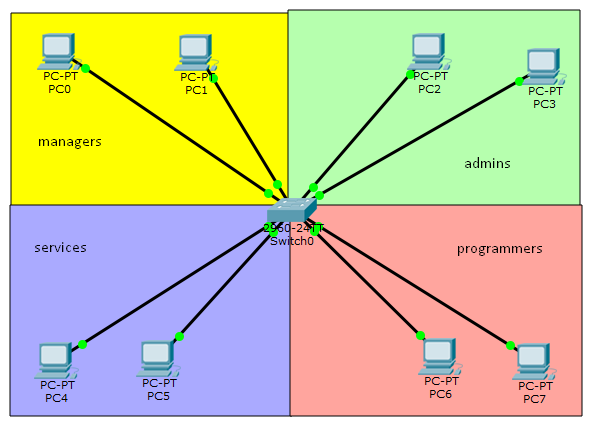 PC-PT
PC0
PC-PT
PC1
managers
PC-PT
PC2
PC-PT
PC3
admins
2960-24TT
Switch0
services
programmers
PC-PT
PC4
PC-PT
PC5
PC-PT
PC6
PC-PT
PC7